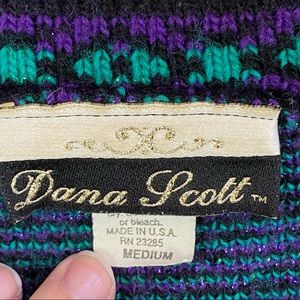 Dana Scott™
or bleach.
MADE IN U.S.A.
RN 23285
MEDIUM